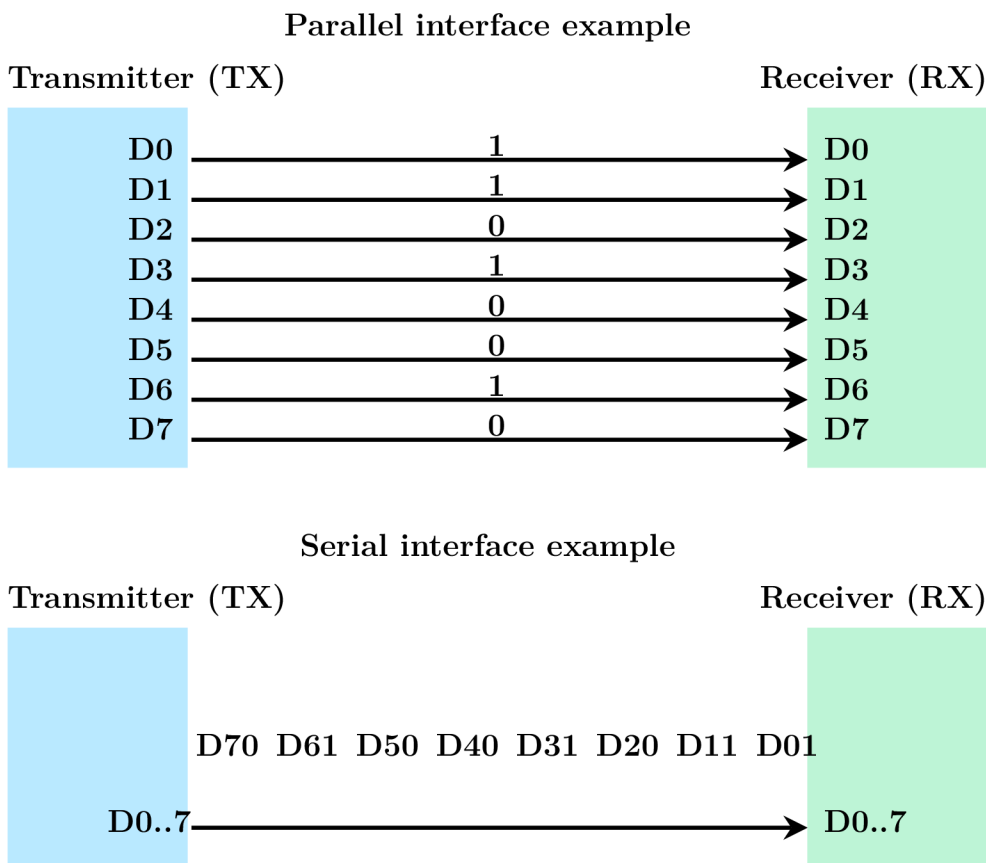 Parallel interface example
Transmitter (TX) Receiver (RX)
D0 1 D0
D1 1 D1
D2 0 D2
D3 1 D3
D4 0 D4
D5 0 D5
D6 1 D6
D7 0 D7
Serial interface example
Transmitter (TX) Receiver (RX)
D70 D61 D50 D40 D31 D20 D11 D01
D0..7 D0..7